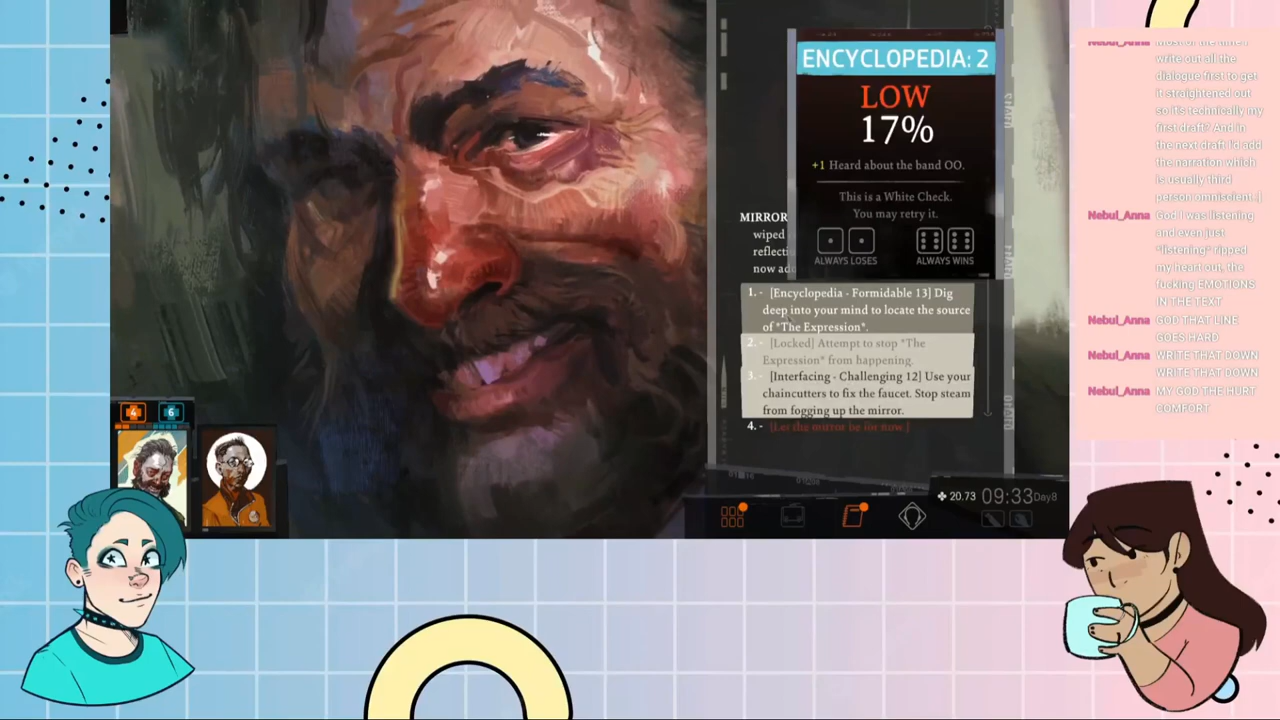 ENCYCLOPEDIA: 2
LOW
17%
+1 Heard about the band OO.
This is a White Check.
You may retry it.
ALWAYS LOSES
ALWAYS WINS
MIRROR
wiped
reflecti
now ad
1. - [Encyclopedia - Formidable 13] Dig
deep into your mind to locate the source
of *The Expression*.
2. - [Locked] Attempt to stop *The
Expression* from happening.
3. - [Interfacing - Challenging 12] Use your
chaincutters to fix the faucet. Stop steam
from fogging up the mirror.
4. - [Let the mirror be for now.]
4
6
20.73 09:33 Day8
Nebul_Anna Most of the time I
write out all the
dialogue first to get
it straightened out
so it's technically my
first draft? And in
the next draft I'd add
the narration which
is usually third
person omniscient.:|
Nebul_Anna God I was listening
and even just
*listening* ripped
my heart out, the
fucking EMOTIONS
IN THE TEXT
Nebul_Anna GOD THAT LINE
GOES HARD
Nebul_Anna WRITE THAT DOWN
WRITE THAT DOWN
Nebul_Anna MY GOD THE HURT
COMFORT